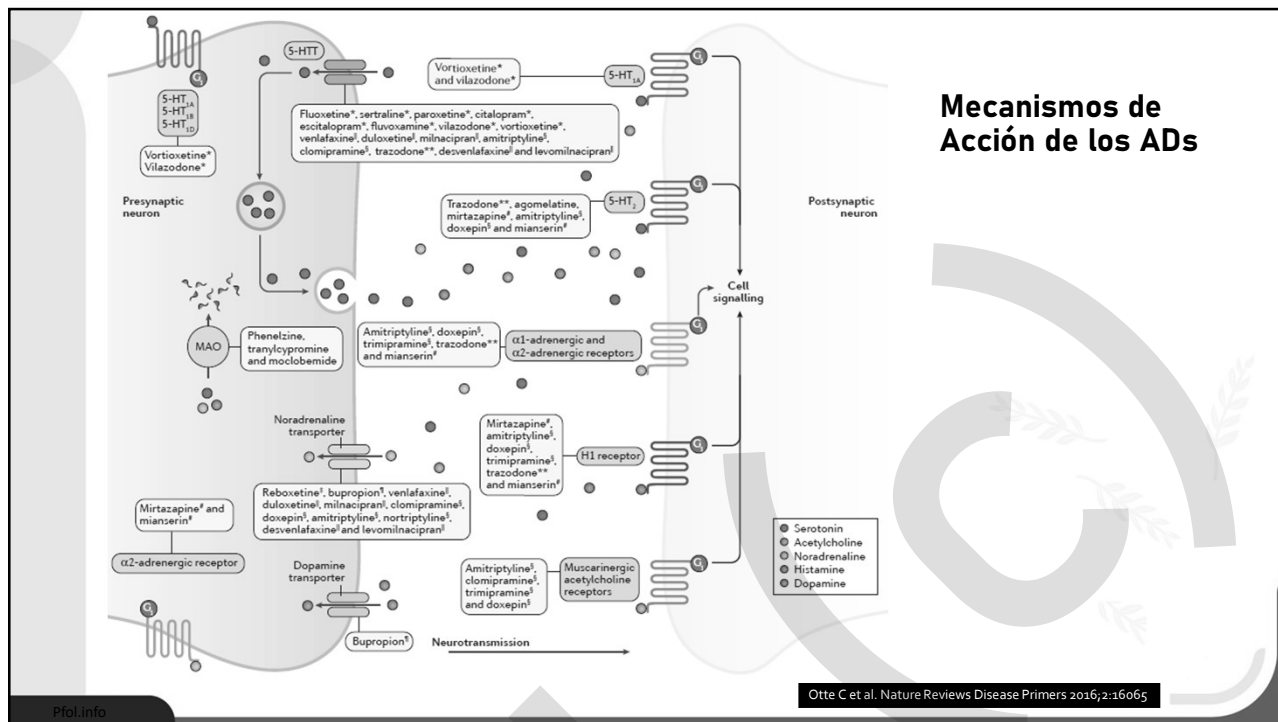 Mecanismos de
Acción de los ADs
5-HTT
5-HT1A
5-HT1B
5-HT1D
Vortioxetine*
Vilazodone*
Vortioxetine*
and vilazodone*
5-HT1A
Fluoxetine*, sertraline*, paroxetine*, citalopram*,
escitalopram*, fluvoxamine*, vilazodone*, vortioxetine*,
venlafaxine||, duloxetine||, milnacipran||, amitriptyline§,
clomipramine§, trazodone**, desvenlafaxine|| and levomilnacipran||
Presynaptic
neuron
Postsynaptic
neuron
Trazodone**, agomelatine,
mirtazapine#, amitriptyline§,
doxepin§ and mianserin#
5-HT2
Cell
signalling
MAO
Phenelzine,
tranylcypromine
and moclobemide
Amitriptyline§, doxepin§,
trimipramine§, trazodone**
and mianserin#
α1-adrenergic and
α2-adrenergic receptors
Noradrenaline
transporter
Mirtazapine#,
amitriptyline§,
doxepin§,
trimipramine§,
trazodone**
and mianserin#
H1 receptor
Reboxetine‖, bupropion¶, venlafaxine||,
duloxetine||, milnacipran||, clomipramine§,
doxepin§, amitriptyline§, nortriptyline§,
desvenlafaxine|| and levomilnacipran||
Mirtazapine# and
mianserin#
α2-adrenergic receptor
Dopamine
transporter
Amitriptyline§,
clomipramine§,
trimipramine§
and doxepin§
Muscarinergic
acetylcholine
receptors
Serotonin
Acetylcholine
Noradrenaline
Histamine
Dopamine
Bupropion¶
Neurotransmission
Otte C et al. Nature Reviews Disease Primers 2016;2:16065
Pfol.info